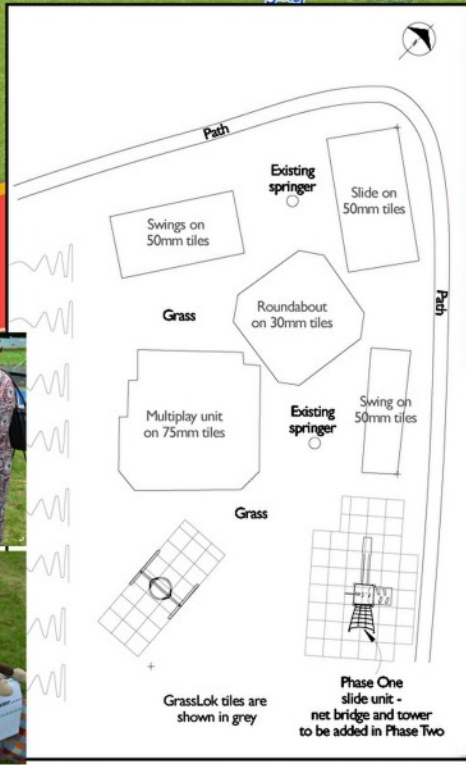 Path
Existing
springer
Slide on
50mm tiles
Swings on
50mm tiles
Path
Grass
Roundabout
on 30mm tiles
Multiplay unit
on 75mm tiles
Existing
springer
Swing on
50mm tiles
Grass
GrassLok tiles are
shown in grey
Phase One
slide unit -
net bridge and tower
to be added in Phase Two